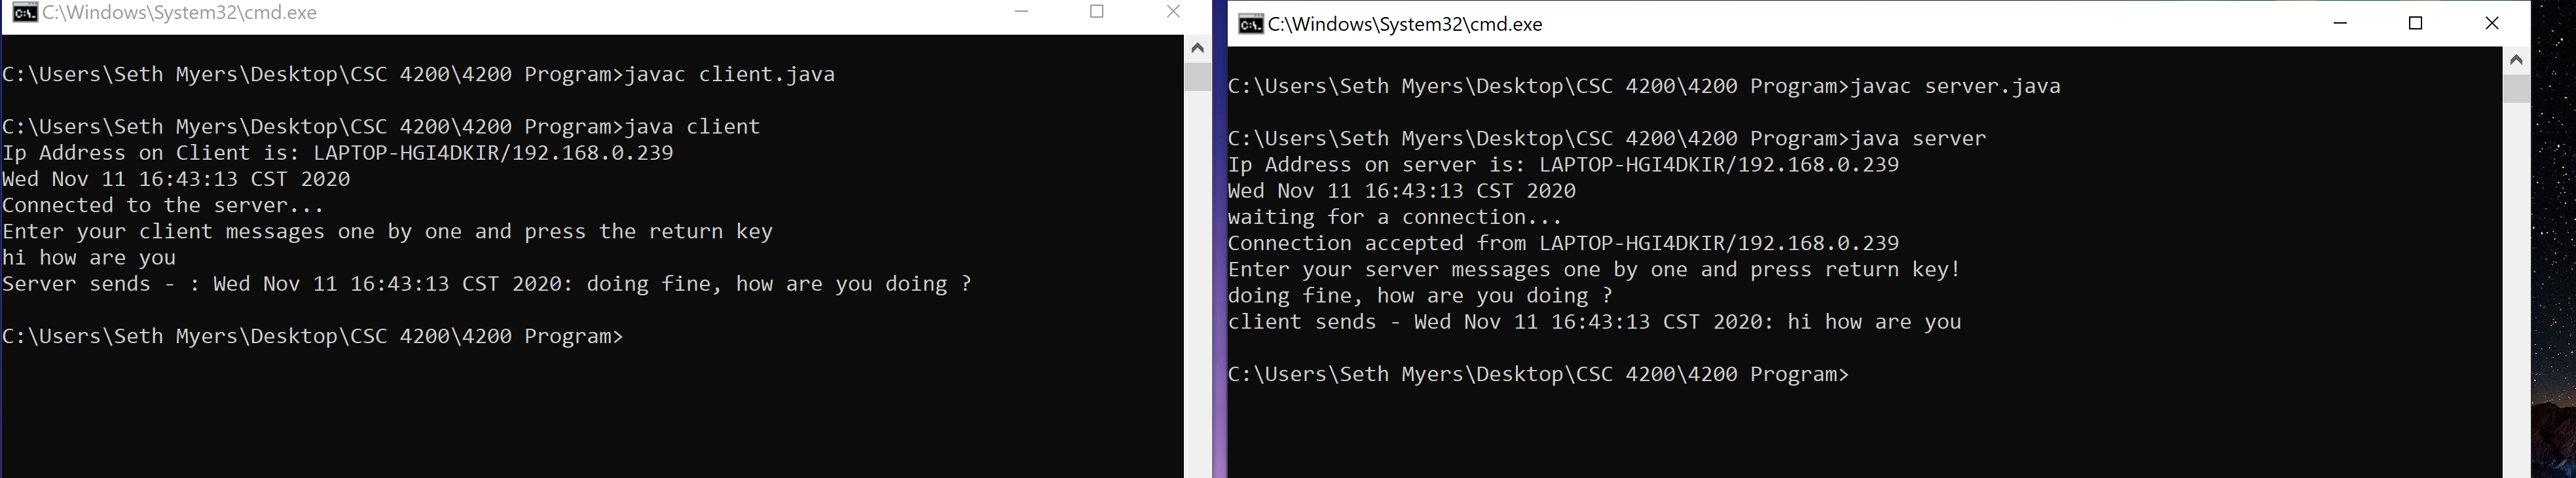 C:\Windows\System32\cmd.exe
C:\Users\Seth Myers\Desktop\CSC 4200\4200 Program>javac client.java
C:\Users\Seth Myers\Desktop\CSC 4200\4200 Program>java client
Ip Address on Client is: LAPTOP-HGI4DKIR/192.168.0.239
Wed Nov 11 16:43:13 CST 2020
Connected to the server...
Enter your client messages one by one and press the return key
hi how are you
Server sends - : Wed Nov 11 16:43:13 CST 2020: doing fine, how are you doing ?
C:\Users\Seth Myers\Desktop\CSC 4200\4200 Program>
C:\Windows\System32\cmd.exe
C:\Users\Seth Myers\Desktop\CSC 4200\4200 Program>javac server.java
C:\Users\Seth Myers\Desktop\CSC 4200\4200 Program>java server
Ip Address on server is: LAPTOP-HGI4DKIR/192.168.0.239
Wed Nov 11 16:43:13 CST 2020
waiting for a connection...
Connection accepted from LAPTOP-HGI4DKIR/192.168.0.239
Enter your server messages one by one and press return key!
doing fine, how are you doing ?
client sends - Wed Nov 11 16:43:13 CST 2020: hi how are you
C:\Users\Seth Myers\Desktop\CSC 4200\4200 Program>